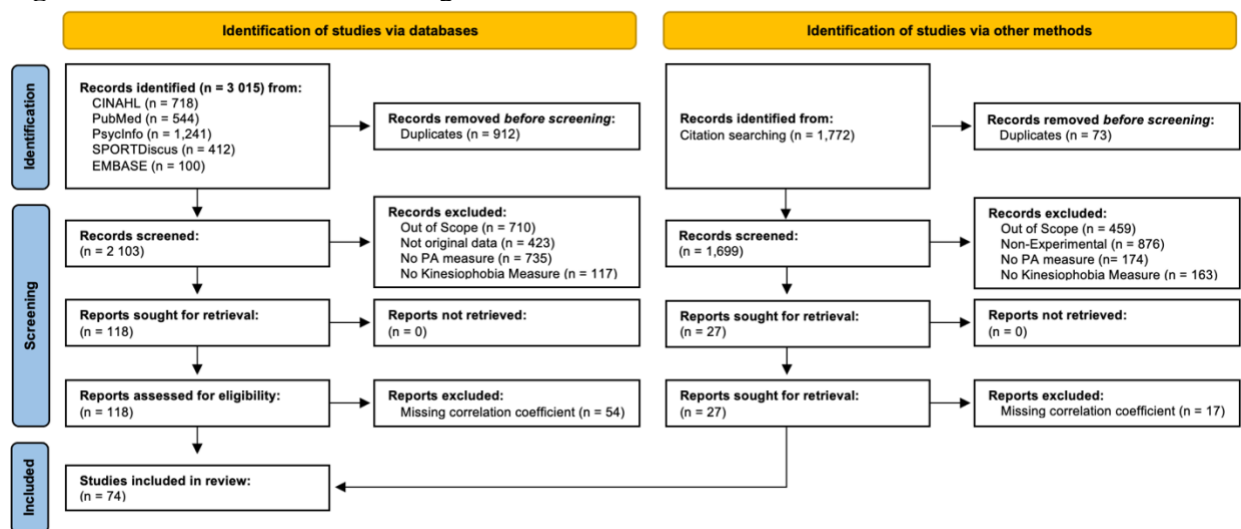 Identification of studies via databases
Identification of studies via other methods
Identification
Records identified (n = 3 015) from:
CINAHL (n = 718)
PubMed (n = 544)
PsycInfo (n = 1,241)
SPORTDiscus (n = 412)
EMBASE (n = 100)
Records removed before screening:
Duplicates (n = 912)
Records identified from:
Citation searching (n = 1,772)
Records removed before screening:
Duplicates (n = 73)
Screening
Records screened:
(n = 2 103)
Records excluded:
Out of Scope (n = 710)
Not original data (n = 423)
No PA measure (n = 735)
No Kinesiophobia Measure (n = 117)
Records screened:
(n = 1,699)
Records excluded:
Out of Scope (n = 459)
Non-Experimental (n = 876)
No PA measure (n= 174)
No Kinesiophobia Measure (n = 163)
Reports sought for retrieval:
(n = 118)
Reports not retrieved:
(n = 0)
Reports sought for retrieval:
(n = 27)
Reports not retrieved:
(n = 0)
Reports assessed for eligibility:
(n = 118)
Reports excluded:
Missing correlation coefficient (n = 54)
Reports sought for retrieval:
(n = 27)
Reports excluded:
Missing correlation coefficient (n = 17)
Included
Studies included in review:
(n = 74)